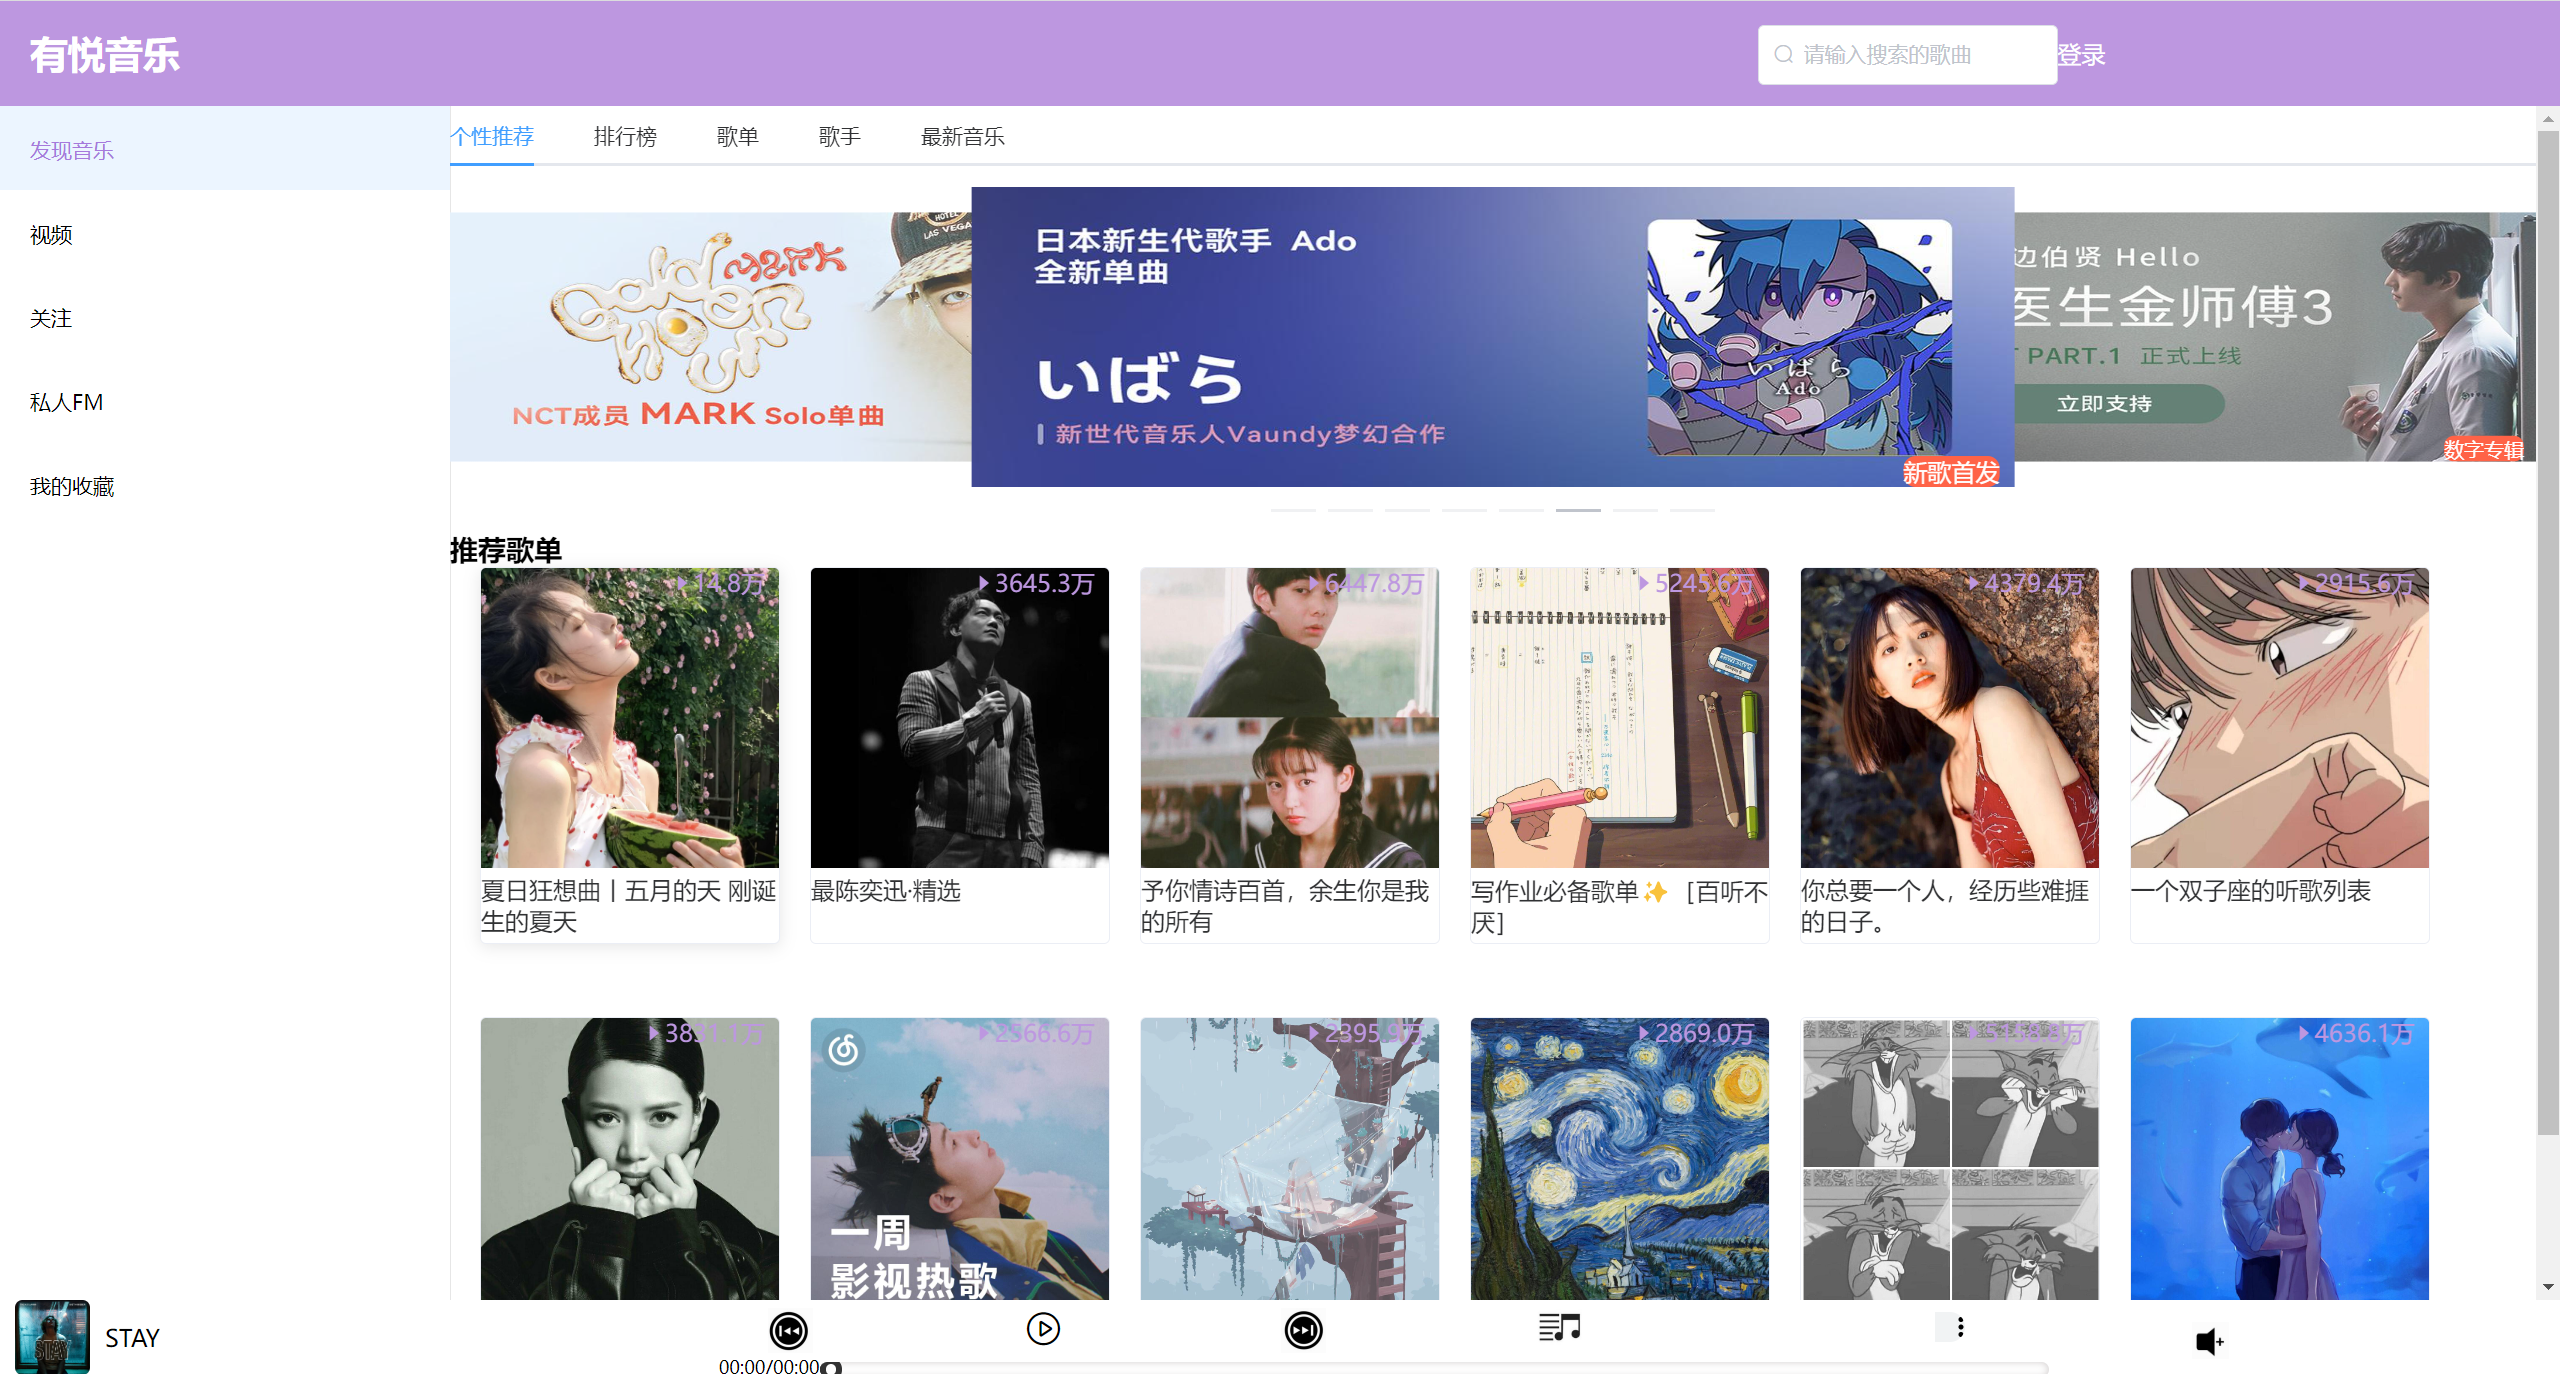 有悦音乐
请输入搜索的歌曲
登录
发现音乐
视频
关注
私人FM
我的收藏
个性推荐
排行榜
歌单
歌手
最新音乐
HOTEL
LAS VEGA
Golden Hour
MARK
NCT成员 MARK Solo单曲
日本新生代歌手 Ado
全新单曲
いばら
新世代音乐人Vaundy梦幻合作
いばら
Ado
新歌首发
边伯贤 Hello
医生金师傅3
PART.1 正式上线
立即支持
数字专辑
推荐歌单
14.8万
3645.3万
6447.8万
5245.6万
4379.4万
2915.6万
夏日狂想曲丨五月的天 刚诞
生的夏天
最陈奕迅·精选
予你情诗百首，余生你是我
的所有
写作业必备歌单✨ [百听不
厌]
你总要一个人，经历些难捱
的日子。
一个双子座的听歌列表
3831.1万
2566.6万
2395.9万
2869.0万
5158.8万
4636.1万
一周
影视热歌
STAY
STAY
00:00/00:00